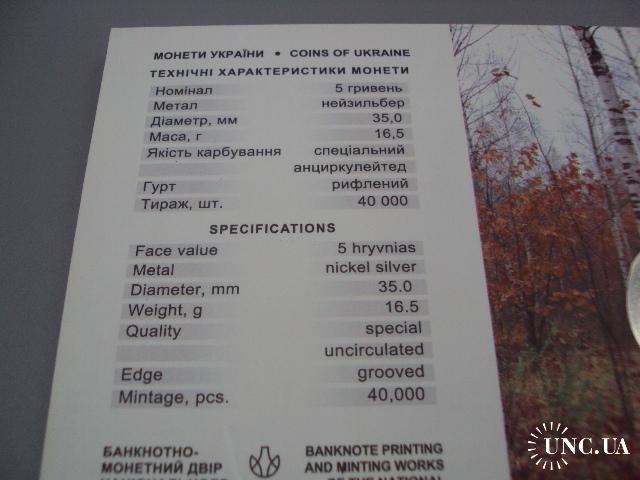 МОНЕТИ УКРАЇНИ • COINS OF UKRAINE
ТЕХНІЧНІ ХАРАКТЕРИСТИКИ МОНЕТИ
Номінал 5 гривень
Метал нейзильбер
Діаметр, мм 35,0
Маса, г 16,5
Якість карбування спеціальний
анциркулейтед
Гурт рифлений
Тираж, шт. 40 000
SPECIFICATIONS
Face value 5 hryvnias
Metal nickel silver
Diameter, mm 35.0
Weight, g 16.5
Quality special
uncirculated
Edge grooved
Mintage, pcs. 40,000
БАНКНОТНО-
МОНЕТНИЙ ДВІР
BANKNOTE PRINTING
AND MINTING WORKS
OF THE NATIONAL
UNC.UA